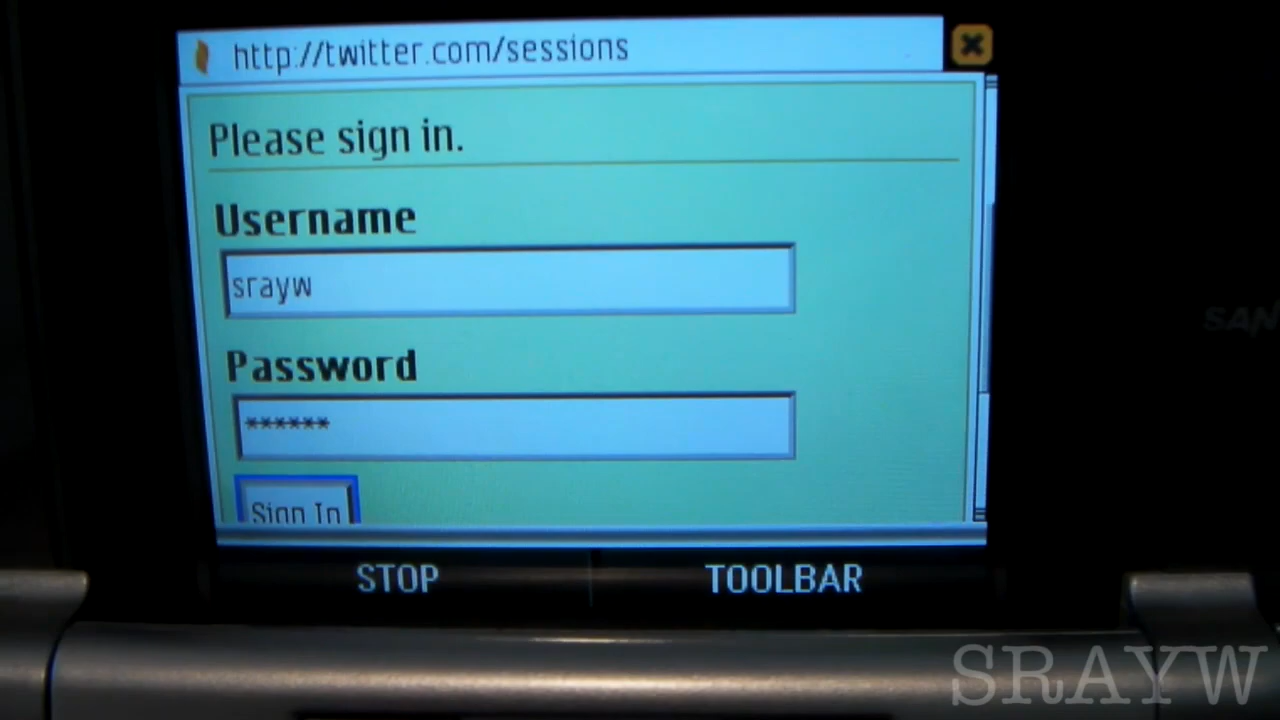 http://twitter.com/sessions
Please sign in.
Username
srayw
Password
******
Sign In
STOP
TOOLBAR
SRAYW